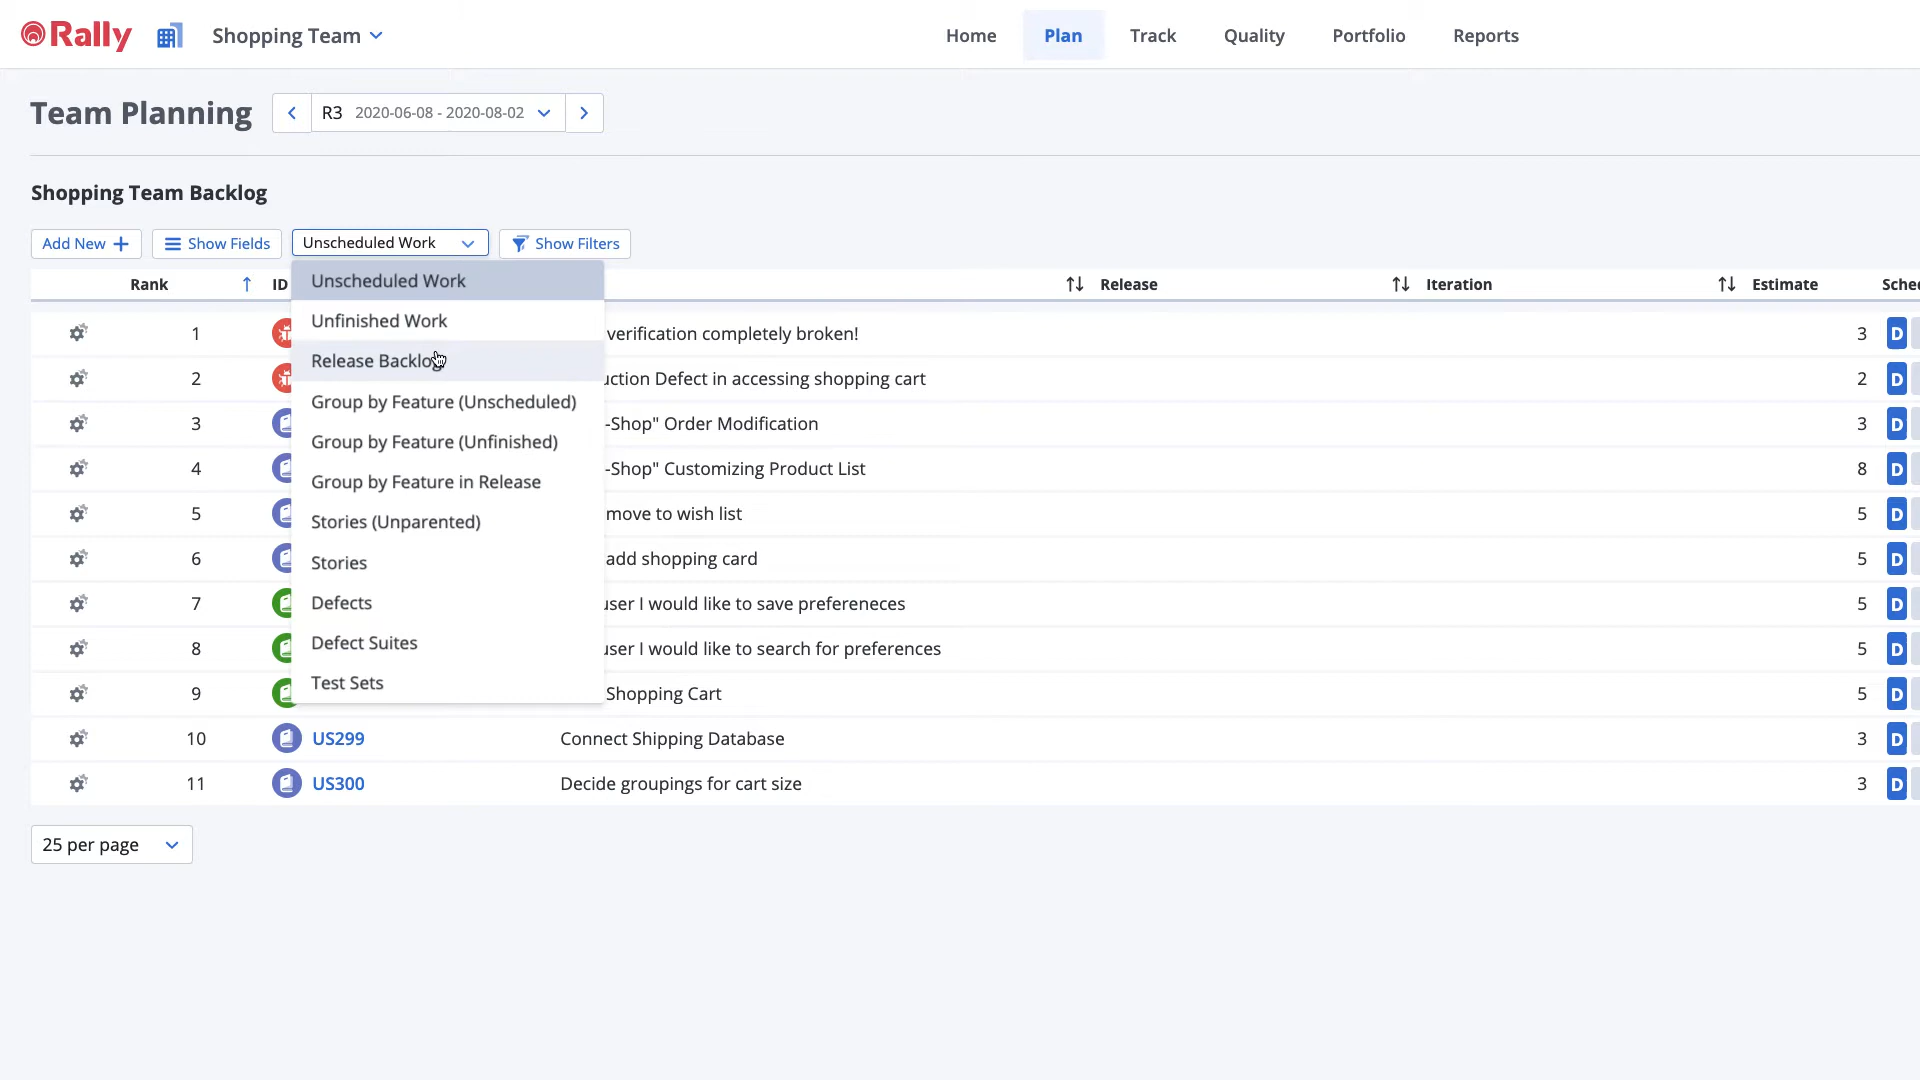 Rally Shopping Team Home Plan Track Quality Portfolio Reports
Team Planning R3 2020-06-08 - 2020-08-02
Shopping Team Backlog
Add New Show Fields Unscheduled Work Show Filters
Rank ID Release Iteration Estimate
Unscheduled Work
Unfinished Work
Release Backlog
Group by Feature (Unscheduled)
Group by Feature (Unfinished)
Group by Feature in Release
Stories (Unparented)
Stories
Defects
Defect Suites
Test Sets
1 verification completely broken! 3 D
2 Defect in accessing shopping cart 2 D
3 -Shop" Order Modification 3 D
4 -Shop" Customizing Product List 8 D
5 move to wish list 5 D
6 add shopping card 5 D
7 user I would like to save prefereneces 5 D
8 user I would like to search for preferences 5 D
9 Shopping Cart 5 D
10 US299 Connect Shipping Database 3 D
11 US300 Decide groupings for cart size 3 D
25 per page